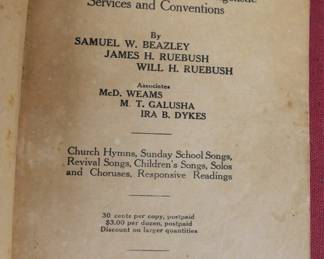 Services and Conventions
By
SAMUEL W. BEAZLEY
JAMES H. RUEBUSH
WILL H. RUEBUSH
Associates
McD. WEAMS
M. T. GALUSHA
IRA B. DYKES
Church Hymns, Sunday School Songs,
Revival Songs, Children's Songs, Solos
and Choruses, Responsive Readings
30 cents per copy, postpaid
$3.00 per dozen, postpaid
Discount on larger quantities